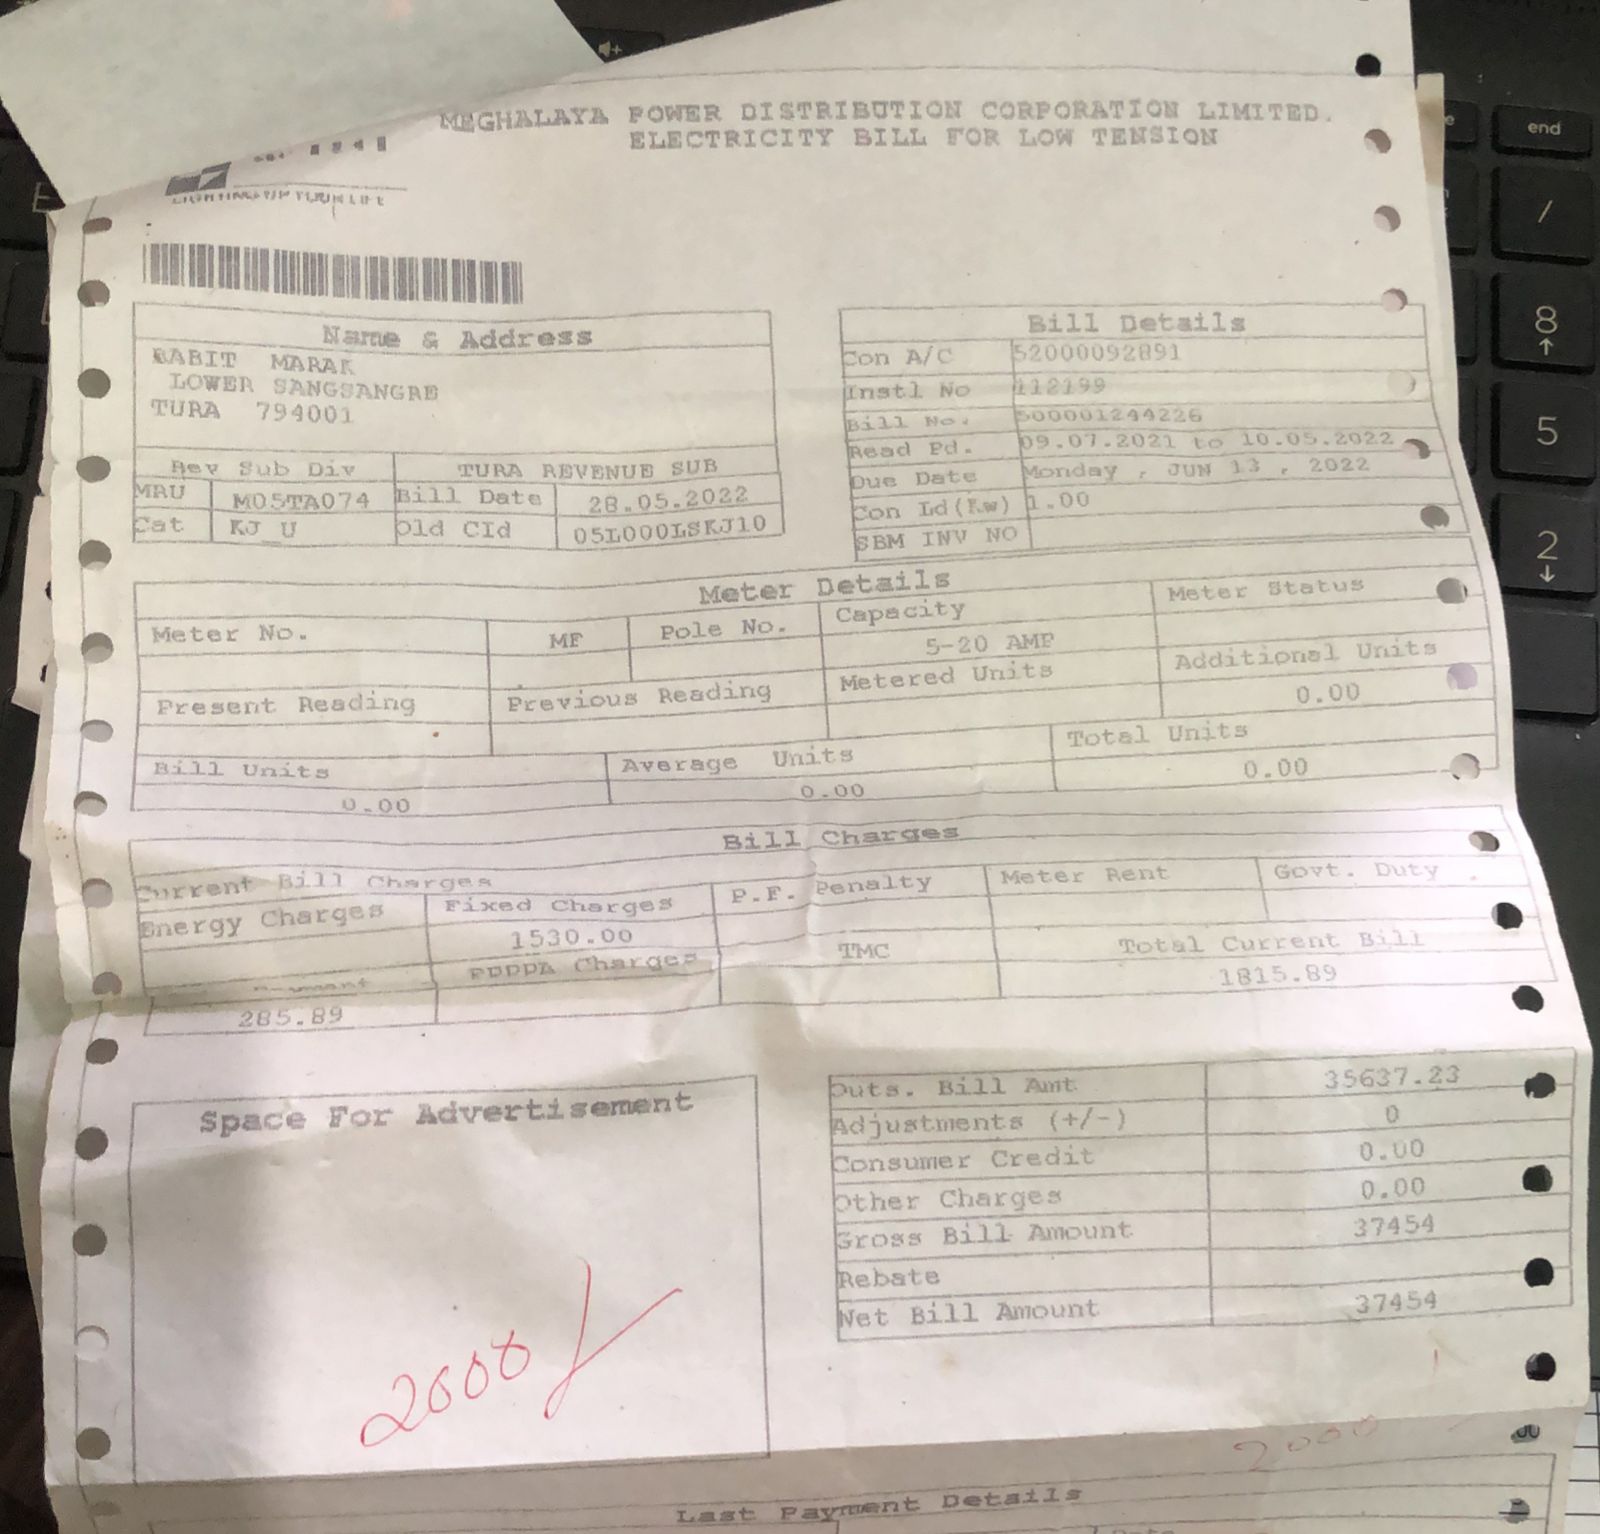 MEGHALAYA POWER DISTRIBUTION CORPORATION LIMITED.
ELECTRICITY BILL FOR LOW TENSION
Name & Address
BABIT MARAK
LOWER SANGSANGRE
TURA 794001
Rev Sub Div TURA REVENUE SUB
MRU M05TA074 Bill Date 28.05.2022
Cat KJ_U Old CId 05L000LSKJ10
Bill Details
Con A/C 52000092891
Instl No 112199
Bill No. 500001244226
Read Pd. 09.07.2021 to 10.05.2022
Due Date Monday , JUN 13 , 2022
Con Ld(Kw) 1.00
SBM INV NO
Meter Details
Meter No. MF Pole No. Capacity Meter Status
5-20 AMP
Present Reading Previous Reading Metered Units Additional Units
0.00
Bill Units Average Units Total Units
0.00 0.00 0.00
Bill Charges
Current Bill Charges
Energy Charges Fixed Charges P.F. Penalty Meter Rent Govt. Duty
1530.00
Charges TMC Total Current Bill
285.89 1815.89
Space For Advertisement
2000/
Outs. Bill Amt 35637.23
Adjustments (+/-) 0
Consumer Credit 0.00
Other Charges 0.00
Gross Bill Amount 37454
Rebate
Net Bill Amount 37454
2000
Last Payment Details
end
/
8
5
2